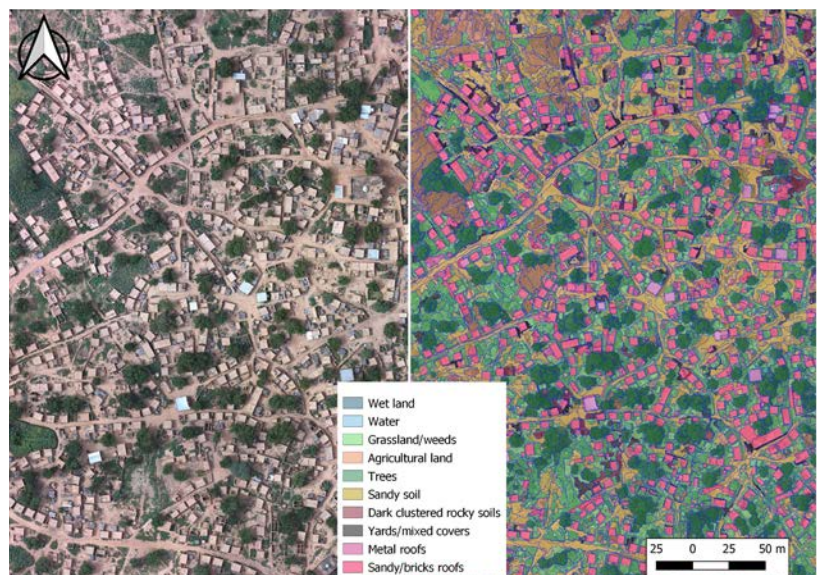 Wet land
Water
Grassland/weeds
Agricultural land
Trees
Sandy soil
Dark clustered rocky soils
Yards/mixed covers
Metal roofs
Sandy/bricks roofs
25 0 25 50 m